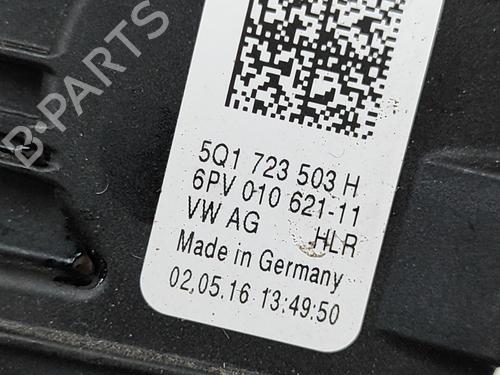 B-PARTS
5Q1 723 503 H
6PV 010 621-11
VW AG HLR
Made in Germany
02.05.16 13:49:50